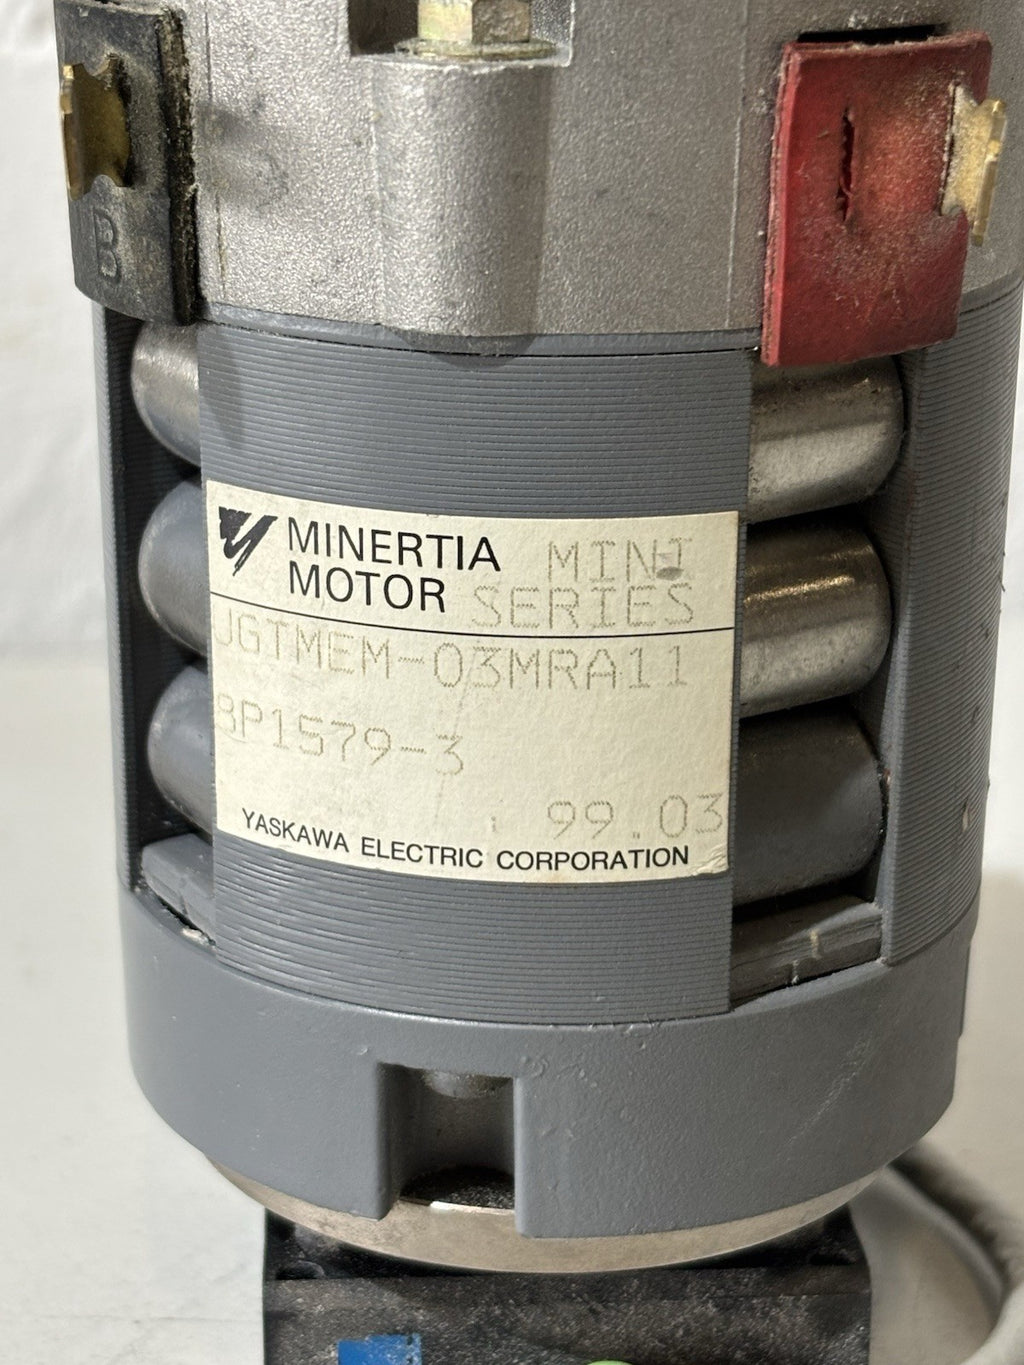 B
MINERTIA MINI
MOTOR SERIES
UGTMEM-03MRA11
8P1579-3
99.03
YASKAWA ELECTRIC CORPORATION